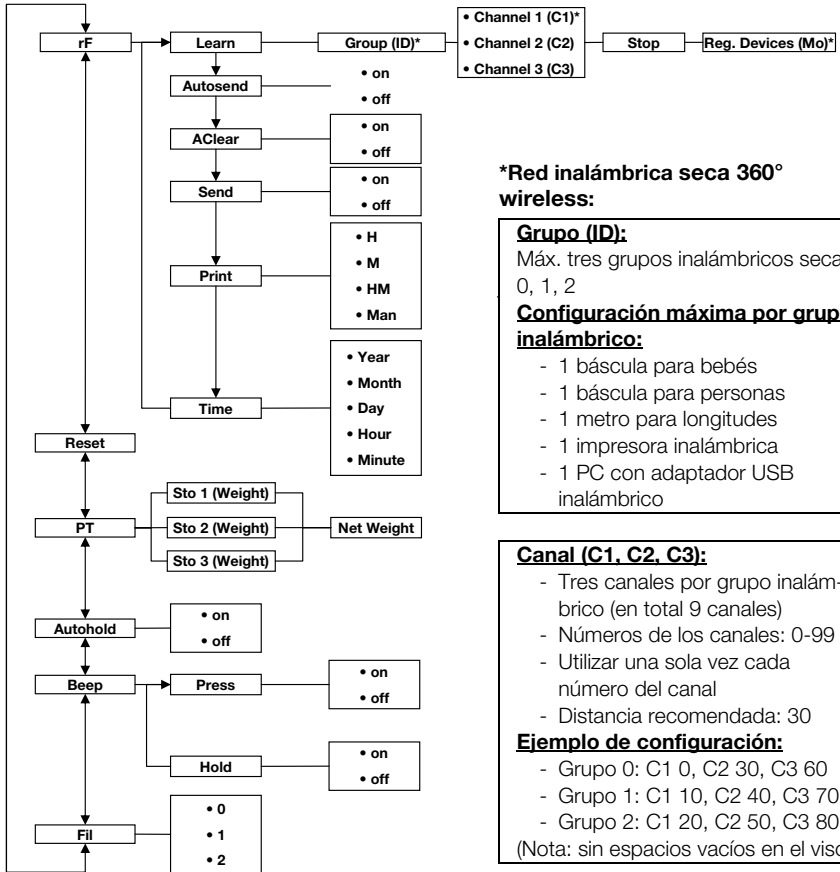 rF
Learn
Group (ID)*
• Channel 1 (C1)*
• Channel 2 (C2)
• Channel 3 (C3)
Stop
Reg. Devices (Mo)*
Autosend
• on
• off
AClear
• on
• off
Send
• on
• off
Print
• H
• M
• HM
• Man
Time
• Year
• Month
• Day
• Hour
• Minute
Reset
PT
Sto 1 (Weight)
Sto 2 (Weight)
Sto 3 (Weight)
Net Weight
Autohold
• on
• off
Beep
Press
• on
• off
Hold
• on
• off
Fil
• 0
• 1
• 2
*Red inalámbrica seca 360°
wireless:
Grupo (ID):
Máx. tres grupos inalámbricos seca
0, 1, 2
Configuración máxima por grup
inalámbrico:
- 1 báscula para bebés
- 1 báscula para personas
- 1 metro para longitudes
- 1 impresora inalámbrica
- 1 PC con adaptador USB
inalámbrico
Canal (C1, C2, C3):
- Tres canales por grupo inalám-
brico (en total 9 canales)
- Números de los canales: 0-99
- Utilizar una sola vez cada
número del canal
- Distancia recomendada: 30
Ejemplo de configuración:
- Grupo 0: C1 0, C2 30, C3 60
- Grupo 1: C1 10, C2 40, C3 70
- Grupo 2: C1 20, C2 50, C3 80
(Nota: sin espacios vacíos en el viso